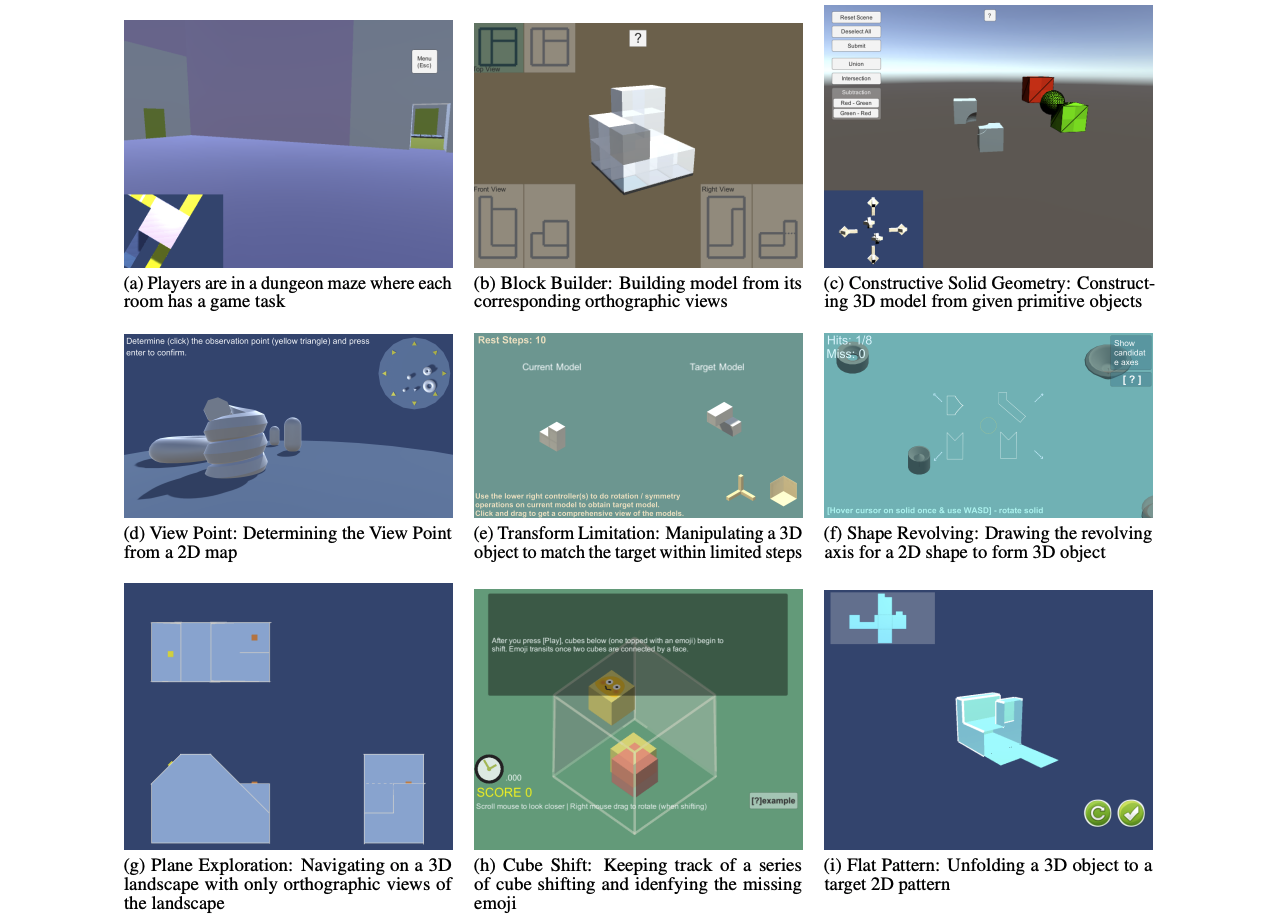 Menu
(Esc)
(a) Players are in a dungeon maze where each
room has a game task
?
Top View
Front View
Right View
(b) Block Builder: Building model from its
corresponding orthographic views
Reset Scene
Deselect All
Submit
Union
Intersection
Subtraction
Red - Green
Green - Red
?
(c) Constructive Solid Geometry: Construct-
ing 3D model from given primitive objects
Determine (click) the observation point (yellow triangle) and press
enter to confirm.
(d) View Point: Determining the View Point
from a 2D map
Rest Steps: 10
Current Model
Target Model
Use the lower right controller(s) to do rotation / symmetry
operations on current model to obtain target model.
Click and drag to get a comprehensive view of the models.
(e) Transform Limitation: Manipulating a 3D
object to match the target within limited steps
Hits: 1/8
Miss: 0
Show
candidat
e axes
[ ? ]
[Hover cursor on solid once & use WASD] - rotate solid
(f) Shape Revolving: Drawing the revolving
axis for a 2D shape to form 3D object
(g) Plane Exploration: Navigating on a 3D
landscape with only orthographic views of
the landscape
After you press [Play], cubes below (one topped with an emoji) begin to
shift. Emoji transits once two cubes are connected by a face.
.000
SCORE 0
Scroll mouse to look closer | Right mouse drag to rotate (when shifting)
[?]example
(h) Cube Shift: Keeping track of a series
of cube shifting and idenfying the missing
emoji
(i) Flat Pattern: Unfolding a 3D object to a
target 2D pattern